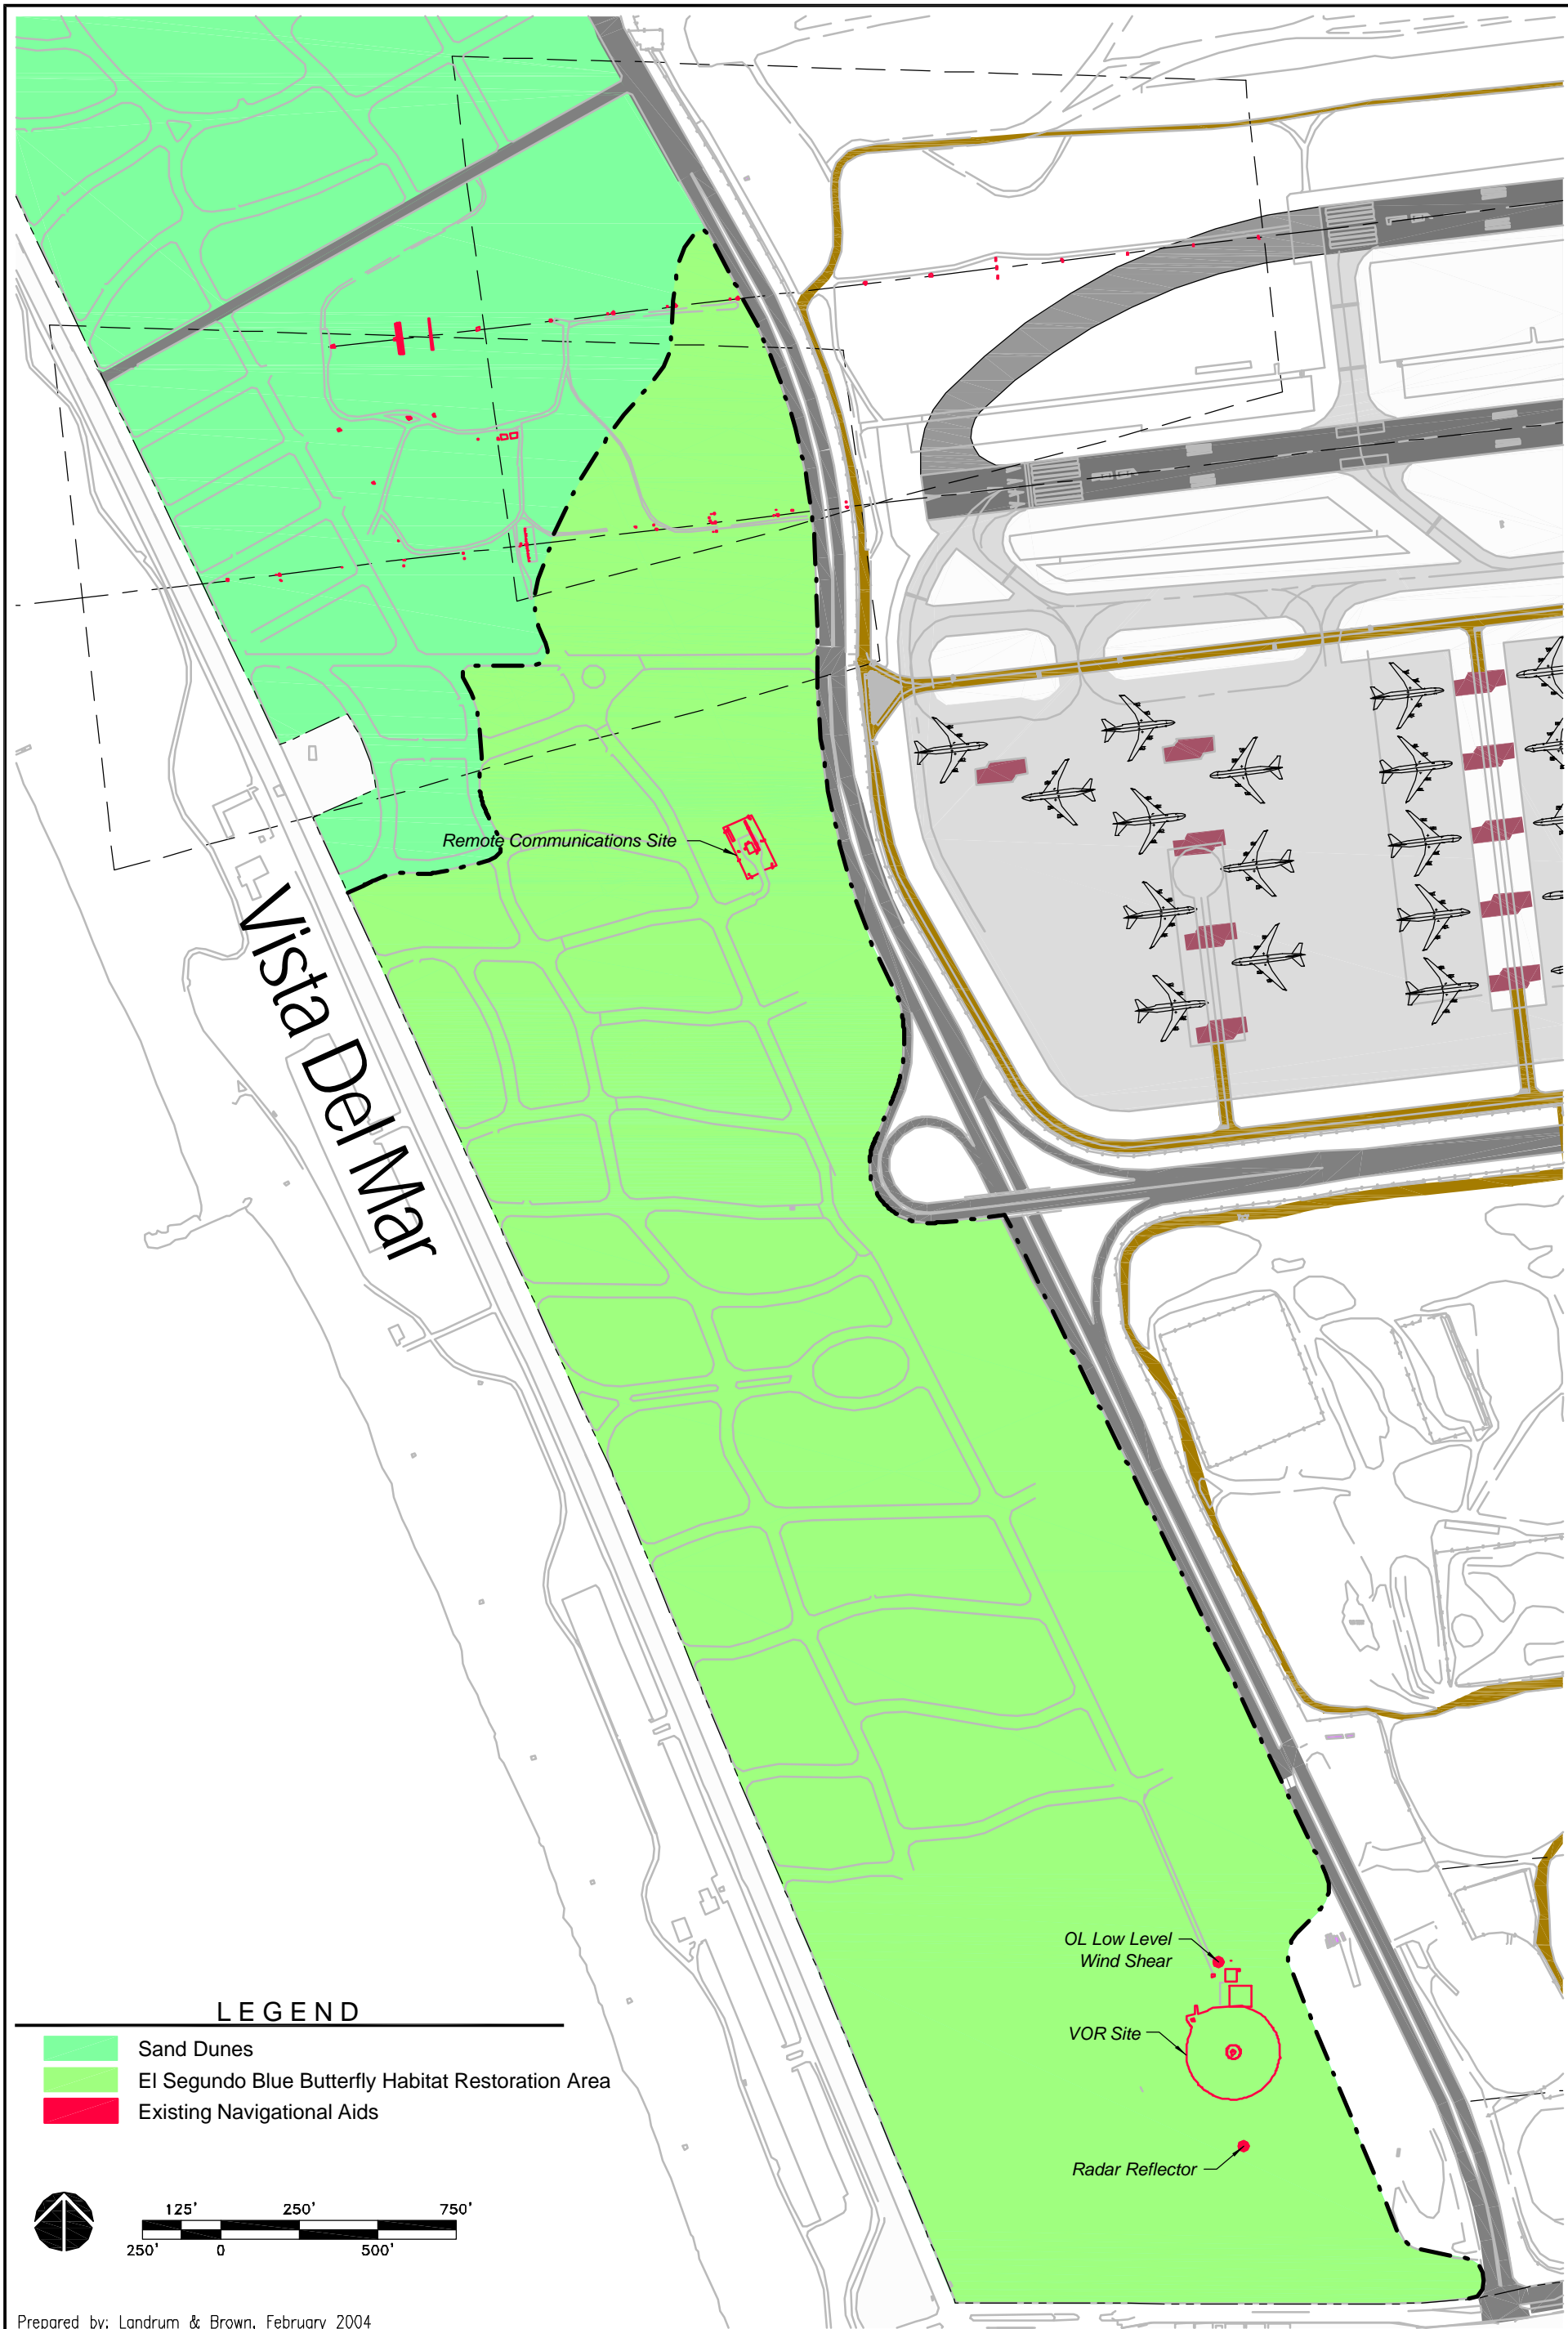 Remote Communications Site
Vista Del Mar
OL Low Level
Wind Shear
VOR Site
Radar Reflector
LEGEND
Sand Dunes
El Segundo Blue Butterfly Habitat Restoration Area
Existing Navigational Aids
125' 250' 750'
250' 0 500'
Prepared by: Landrum & Brown, February 2004